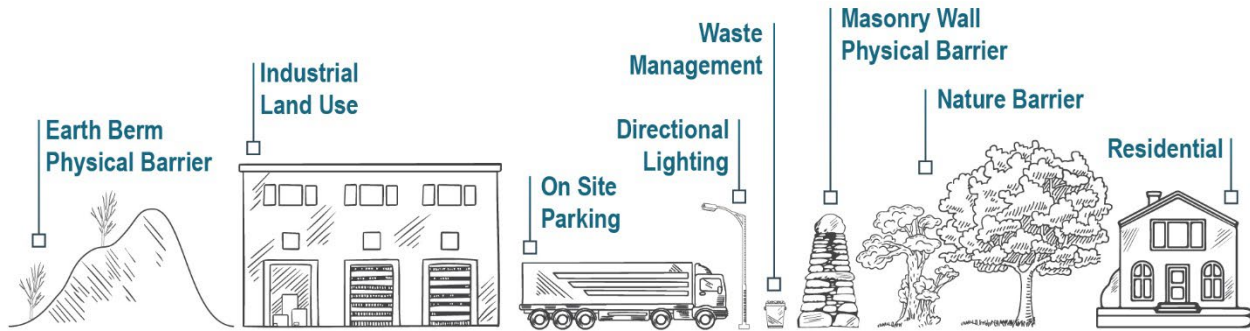 Earth Berm
Physical Barrier
Industrial
Land Use
On Site
Parking
Directional
Lighting
Waste
Management
Masonry Wall
Physical Barrier
Nature Barrier
Residential